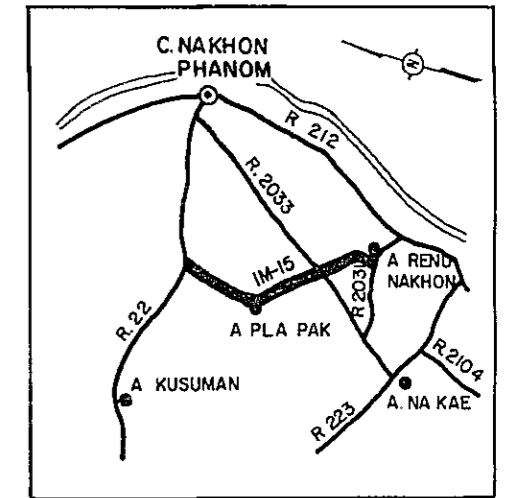 C. NAKHON
PHANOM
N
R 212
R. 2033
IM-15
A RENU
NAKHON
R 2031
A PLA PAK
R. 22
A KUSUMAN
R. 2104
A. NA KAE
R 223